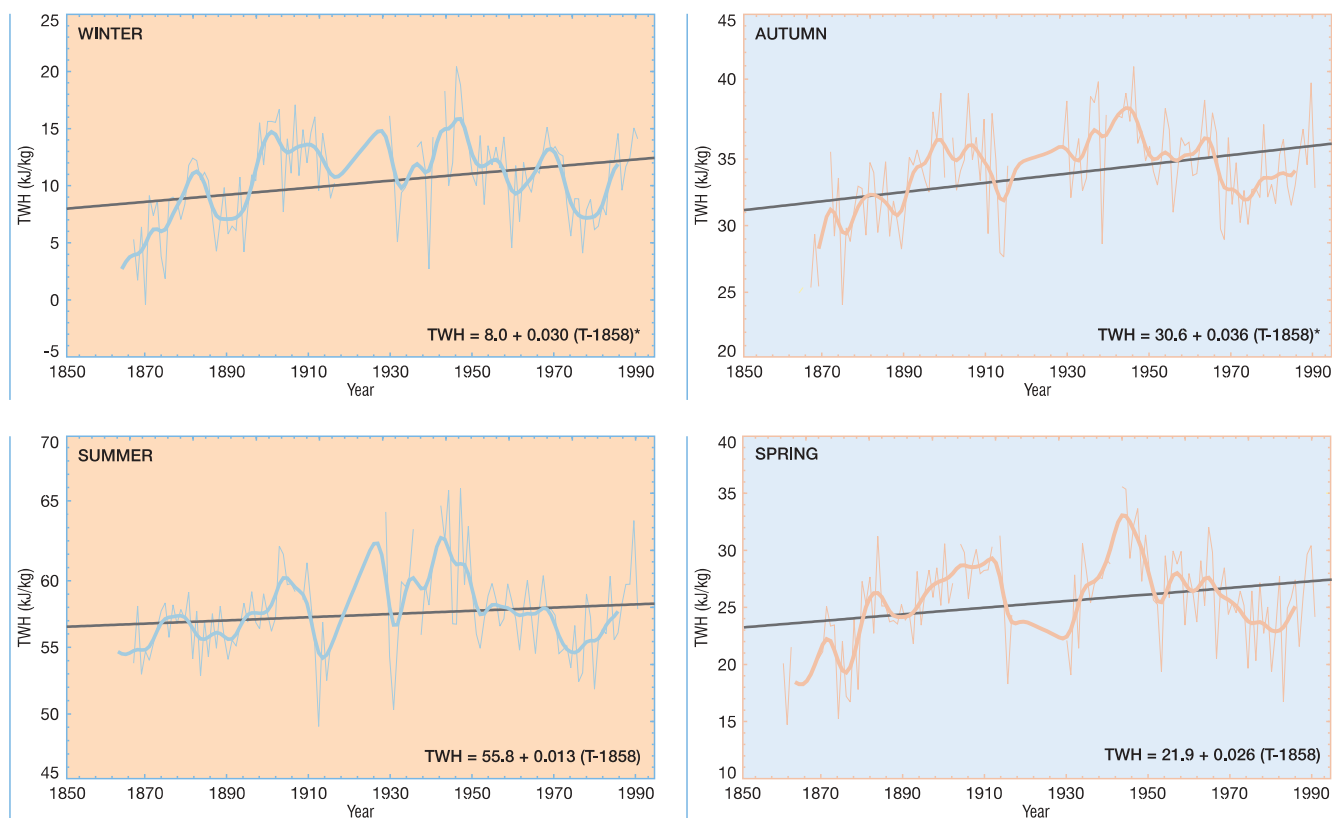 WINTER
TWH (kJ/kg)
25
20
15
10
5
0
-5
TWH = 8.0 + 0.030 (T-1858)*
1850 1870 1890 1910 1930 1950 1970 1990
Year
AUTUMN
TWH (kJ/kg)
45
40
35
30
25
20
TWH = 30.6 + 0.036 (T-1858)*
1850 1870 1890 1910 1930 1950 1970 1990
Year
SUMMER
TWH (kJ/kg)
70
65
60
55
50
45
TWH = 55.8 + 0.013 (T-1858)
1850 1870 1890 1910 1930 1950 1970 1990
Year
SPRING
TWH (kJ/kg)
40
35
30
25
20
15
10
TWH = 21.9 + 0.026 (T-1858)
1850 1870 1890 1910 1930 1950 1970 1990
Year